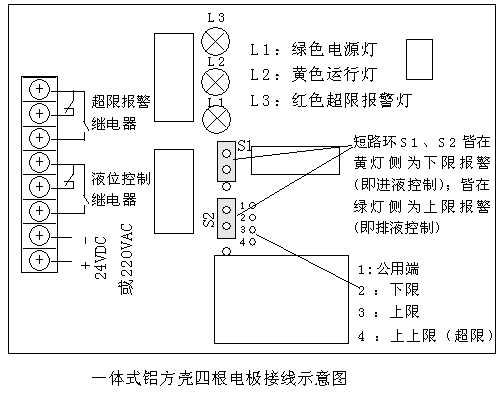 L3
L2
L1
L1：绿色电源灯
L2：黄色运行灯
L3：红色超限报警灯
超限报警
继电器
液位控制
继电器
+ -
24VDC
或220VAC
S1
S2
1
2
3
4
短路环S1、S2皆在
黄灯侧为下限报警
(即进液控制)；皆在
绿灯侧为上限报警
(即排液控制)
1:公用端
2：下限
3：上限
4：上上限（超限）
一体式铝方壳四根电极接线示意图